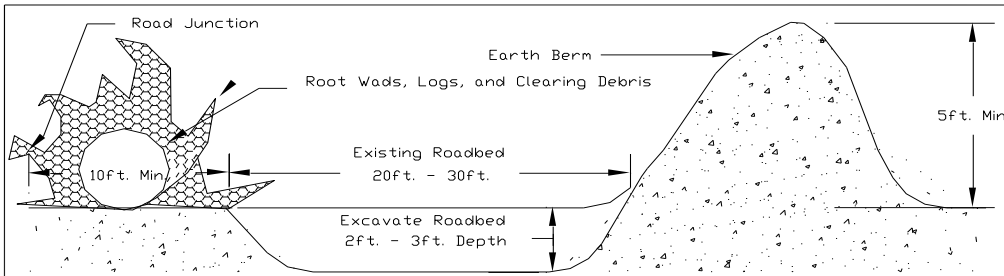 Road Junction
Earth Berm
Root Wads, Logs, and Clearing Debris
5ft. Min
Existing Roadbed
10ft. Min.
20ft. - 30ft.
Excavate Roadbed
2ft. - 3ft. Depth